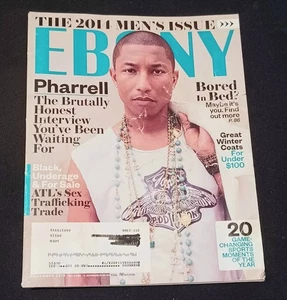 THE 2014 MEN'S ISSUE >>>
EBONY
Pharrell
The Brutally
Honest
Interview
You've Been
Waiting
For
Black,
Underage
& For Sale
ATL's Sex
Trafficking
Trade
Bored
In Bed?
Maybe it's
you. Find
out more
P.86
Great
Winter
Coats
For
Under
$100
20
GAME-
CHANGING
SPORTS
MOMENTS OF
THE YEAR